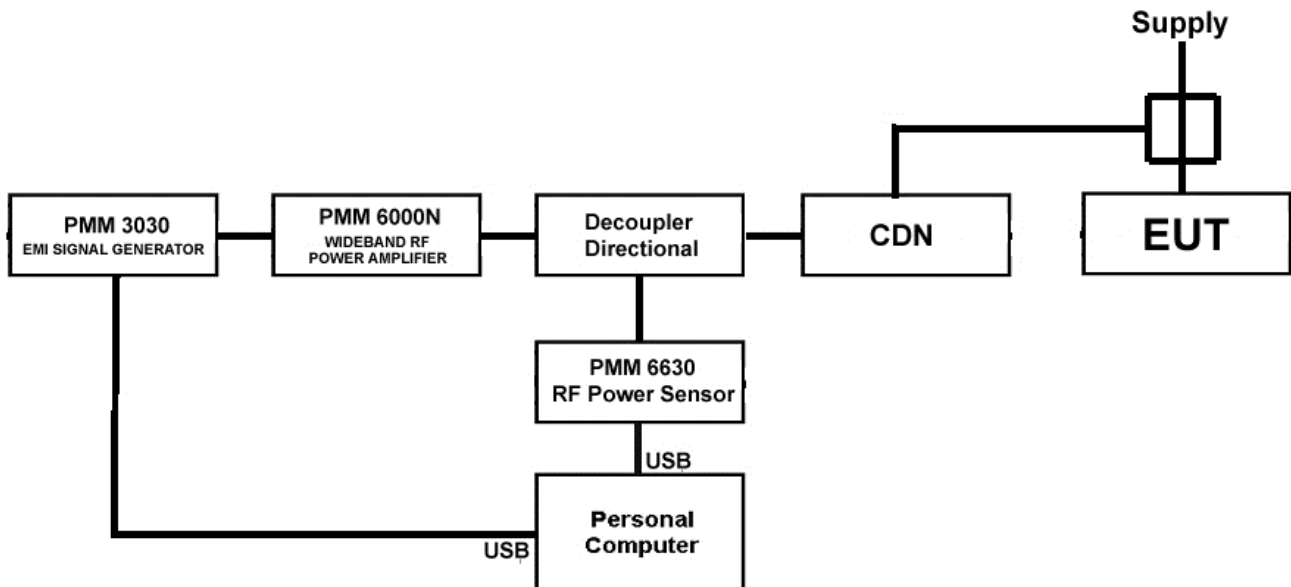 Supply
PMM 3030
EMI SIGNAL GENERATOR
PMM 6000N
WIDEBAND RF
POWER AMPLIFIER
Decoupler
Directional
CDN
EUT
PMM 6630
RF Power Sensor
USB
Personal
Computer
USB